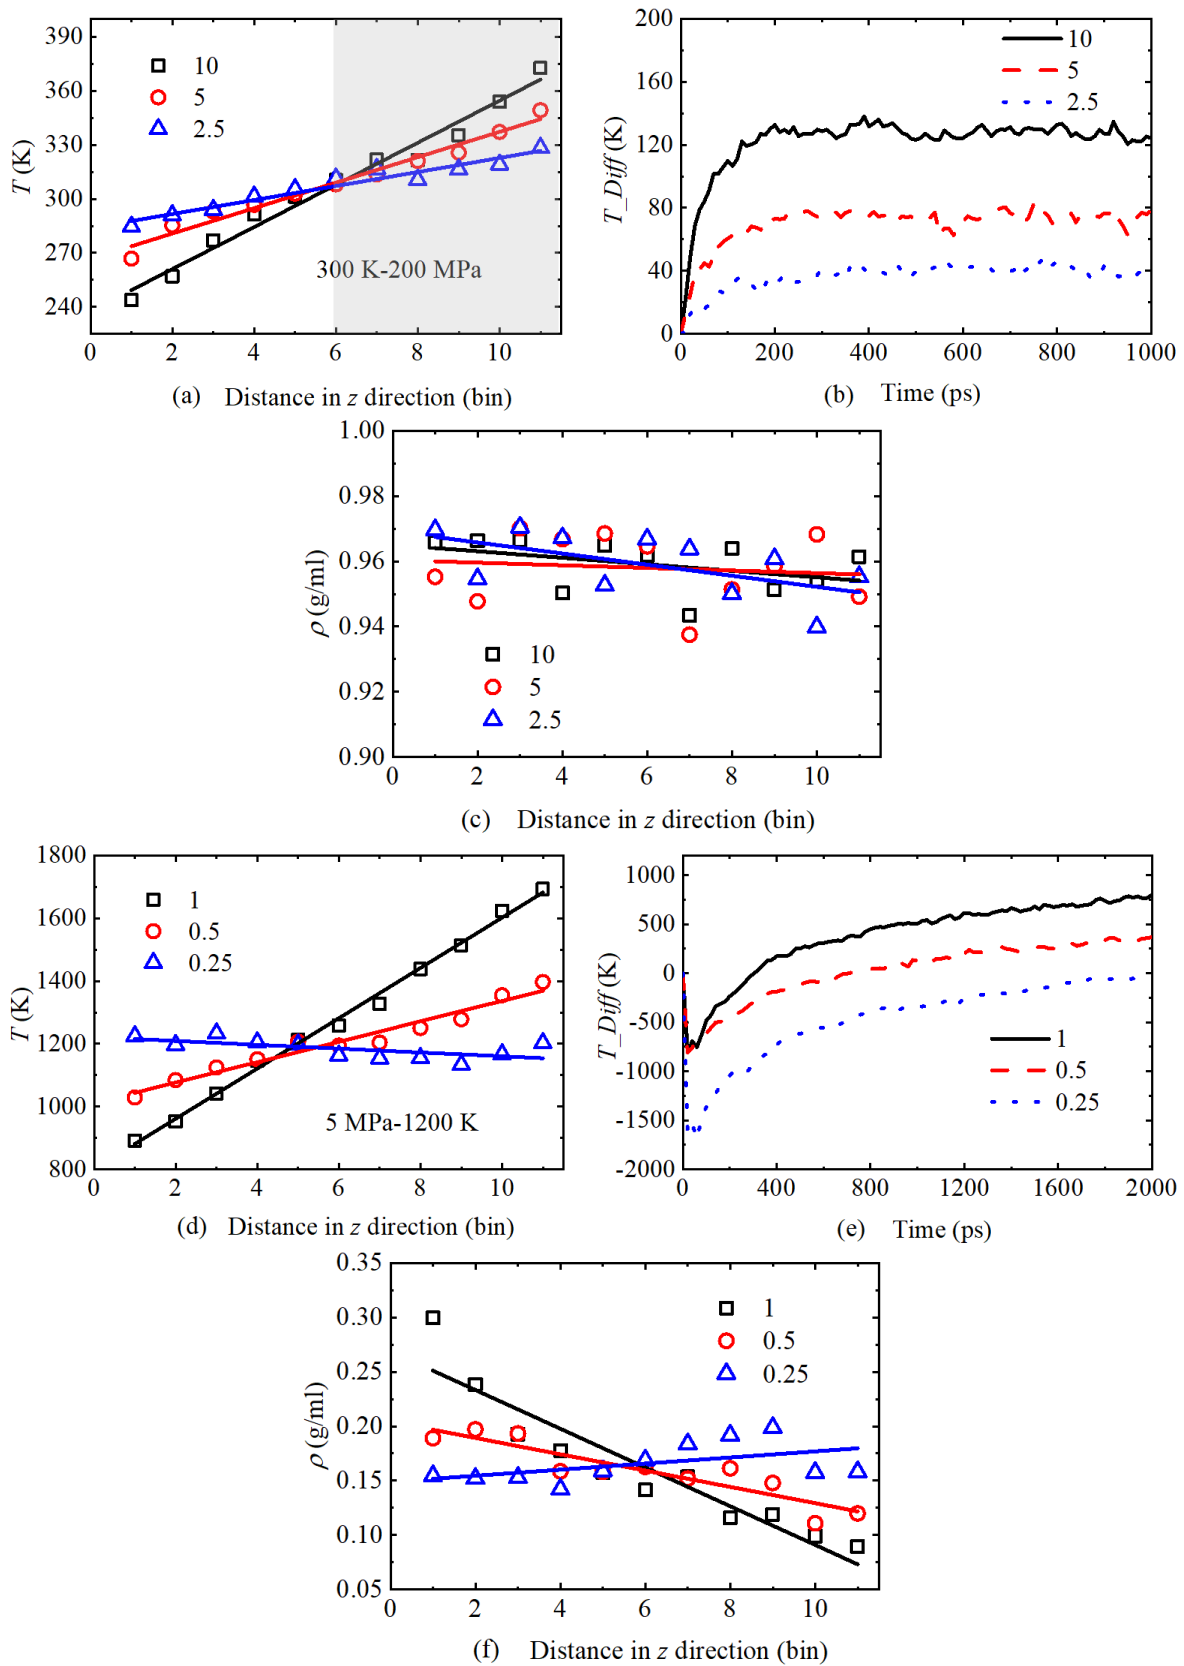 390
360
330
300
270
240
T (K)
10
5
2.5
300 K-200 MPa
0 2 4 6 8 10
(a) Distance in z direction (bin)
200
160
120
80
40
0
T_Diff (K)
10
5
2.5
0 200 400 600 800 1000
(b) Time (ps)
1.00
0.98
0.96
0.94
0.92
0.90
ρ (g/ml)
10
5
2.5
0 2 4 6 8 10
(c) Distance in z direction (bin)
1800
1600
1400
1200
1000
800
T (K)
1
0.5
0.25
5 MPa-1200 K
0 2 4 6 8 10
(d) Distance in z direction (bin)
1000
500
0
-500
-1000
-1500
-2000
T_Diff (K)
1
0.5
0.25
0 400 800 1200 1600 2000
(e) Time (ps)
0.35
0.30
0.25
0.20
0.15
0.10
0.05
ρ (g/ml)
1
0.5
0.25
0 2 4 6 8 10
(f) Distance in z direction (bin)